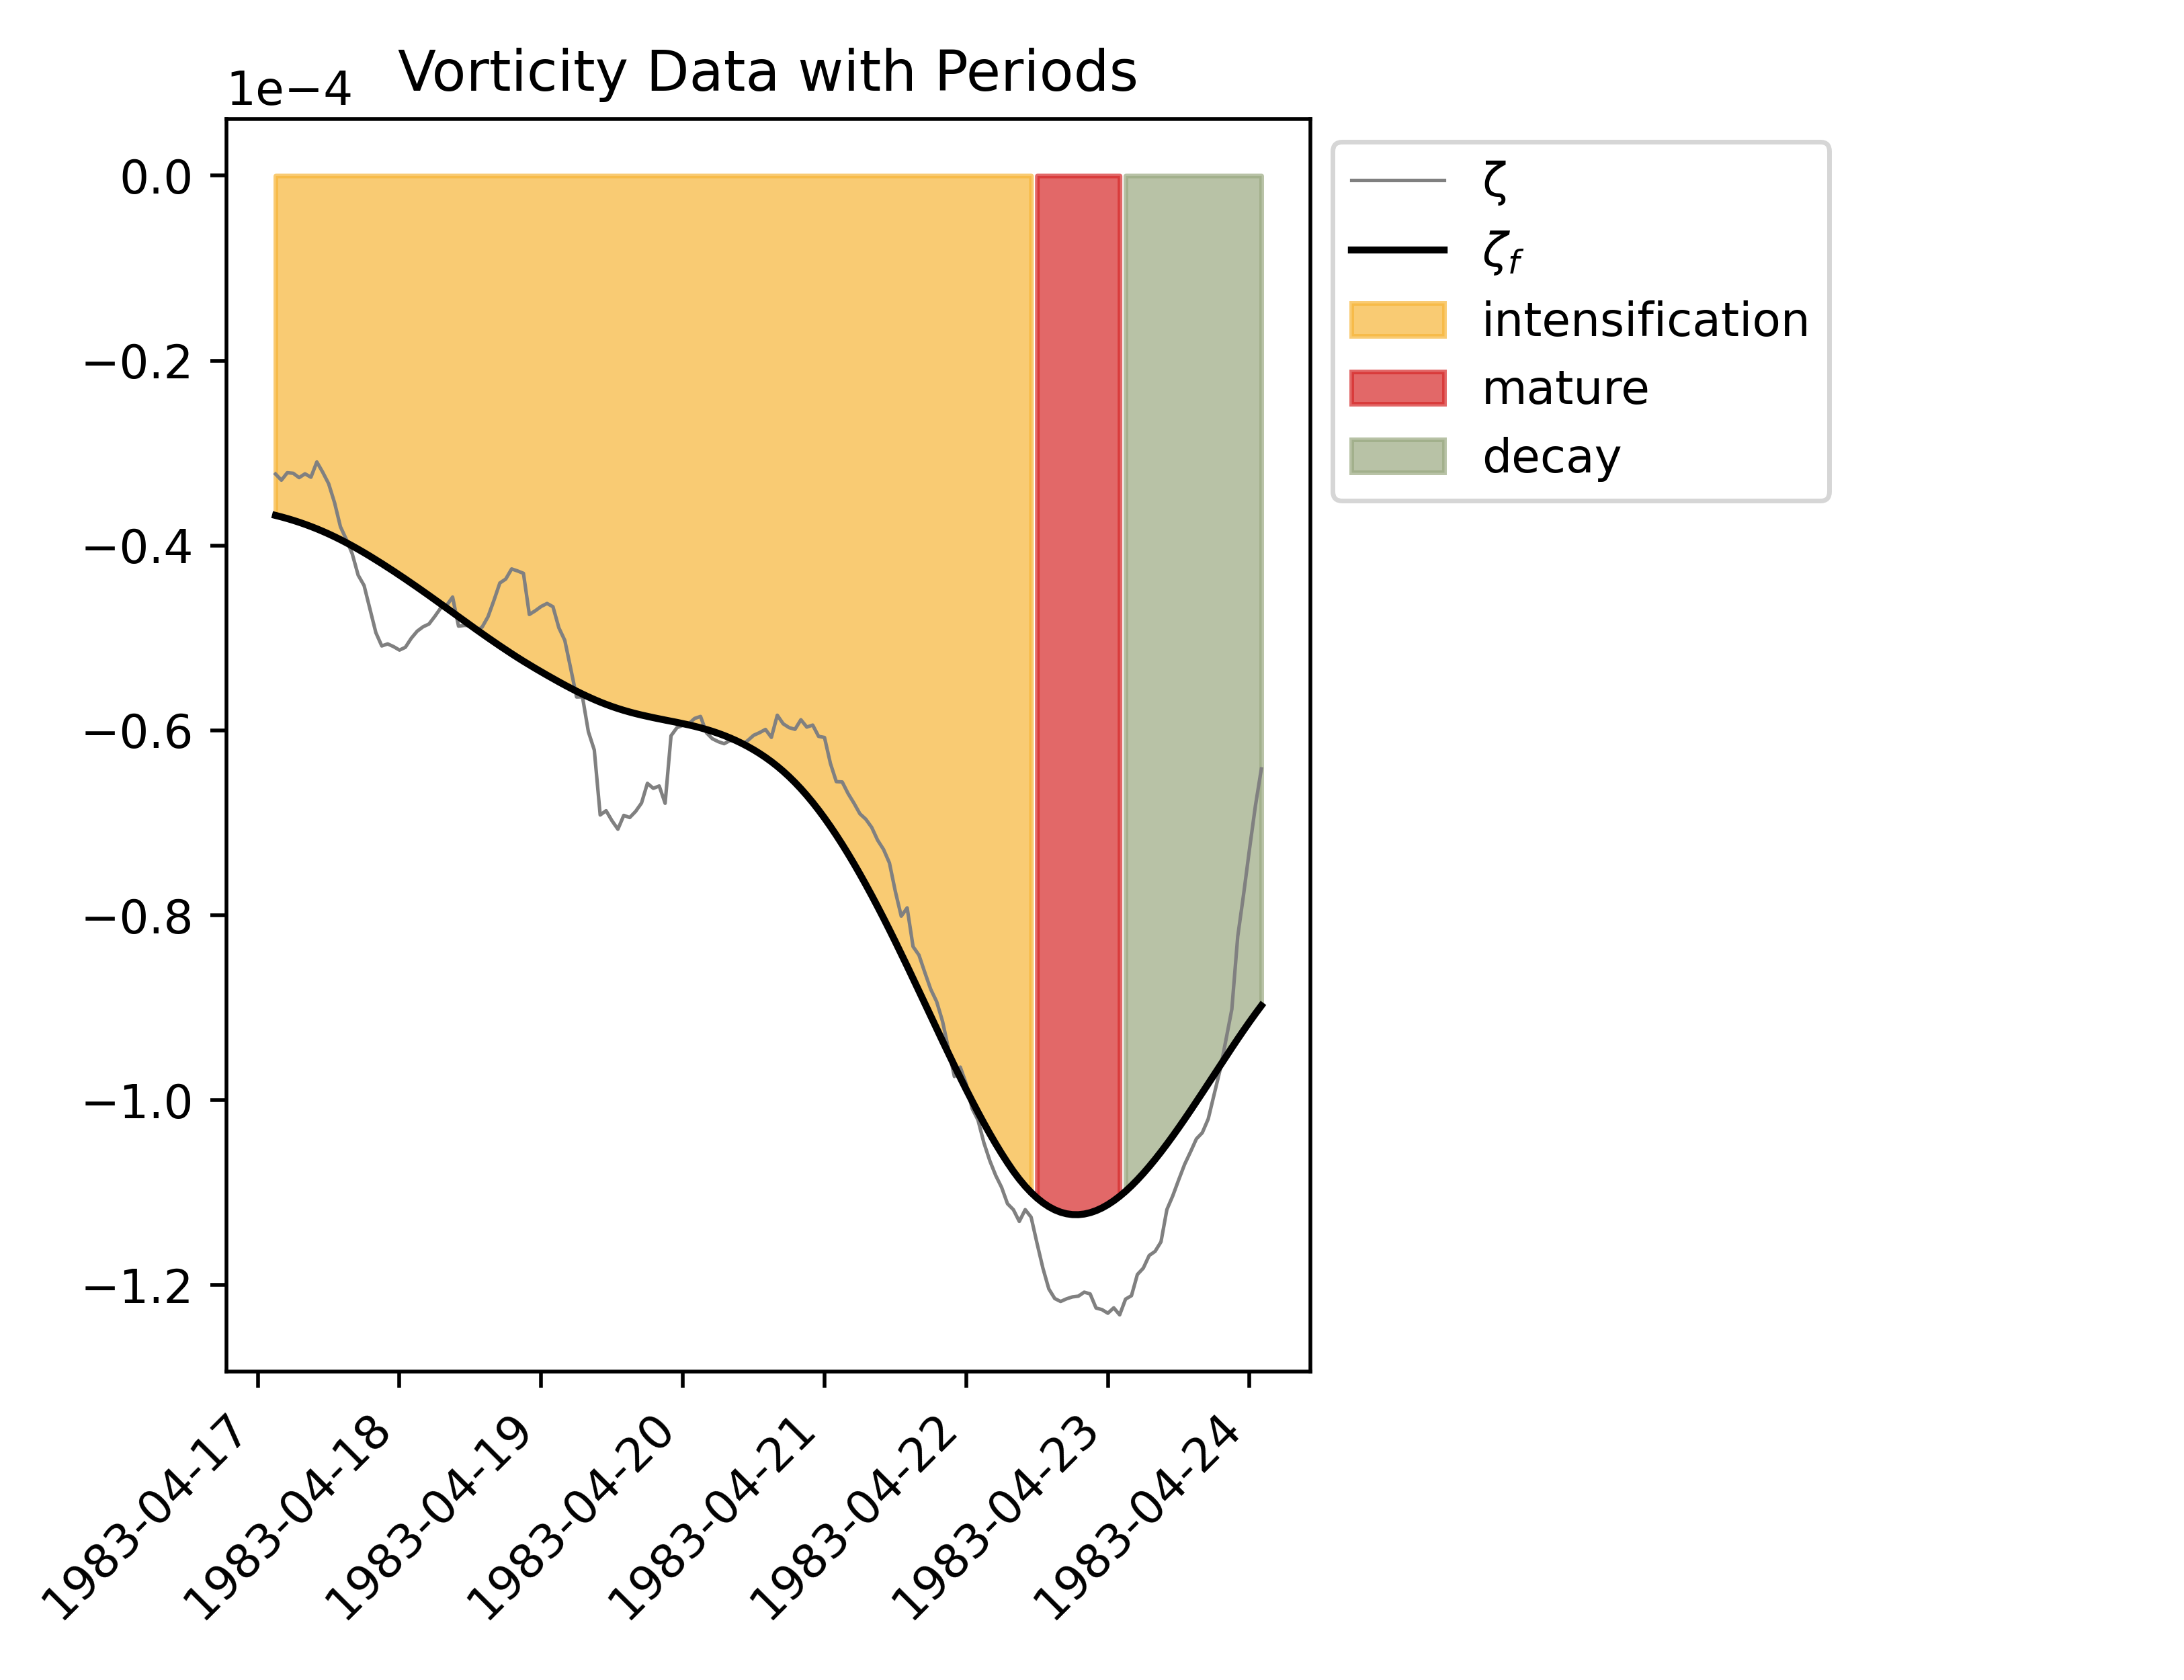 Vorticity Data with Periods
1e−4
0.0
−0.2
−0.4
−0.6
−0.8
−1.0
−1.2
1983-04-17
1983-04-18
1983-04-19
1983-04-20
1983-04-21
1983-04-22
1983-04-23
1983-04-24
ζ
ζf
intensification
mature
decay